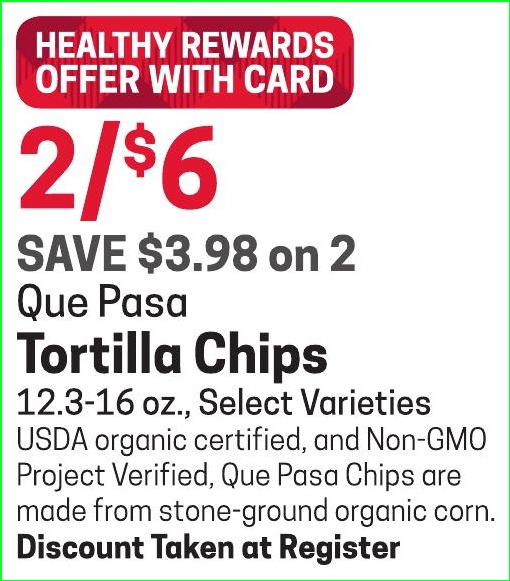 HEALTHY REWARDS
OFFER WITH CARD
2/$6
SAVE $3.98 on 2
Que Pasa
Tortilla Chips
12.3-16 oz., Select Varieties
USDA organic certified, and Non-GMO
Project Verified, Que Pasa Chips are
made from stone-ground organic corn.
Discount Taken at Register